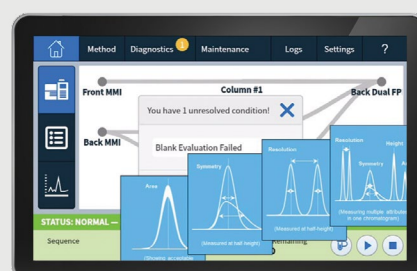 Method
Diagnostics 1
Maintenance
Logs
Settings
?
Front MMI
Column #1
Back Dual FP
You have 1 unresolved condition!
Back MMI
Blank Evaluation Failed
Area
Symmetry
(Measured at half-height)
Resolution
(Measured at half-height)
Resolution
Height
Symmetry
(Measuring multiple attributes
in one chromatogram)
STATUS: NORMAL –
Sequence